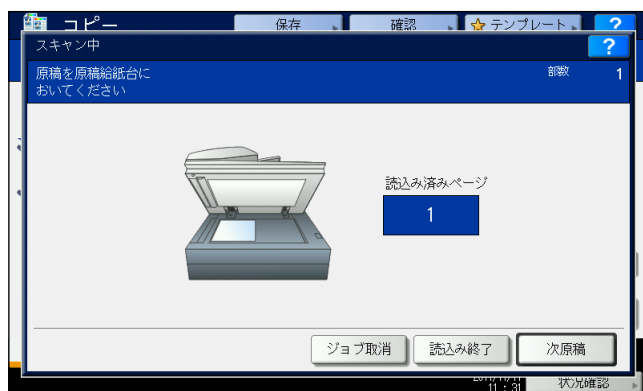 コピー
保存
確認
テンプレート
?
スキャン中
?
原稿を原稿給紙台に
おいてください
部数 1
読込み済みページ
1
ジョブ取消
読込み終了
次原稿
11:31
状況確認